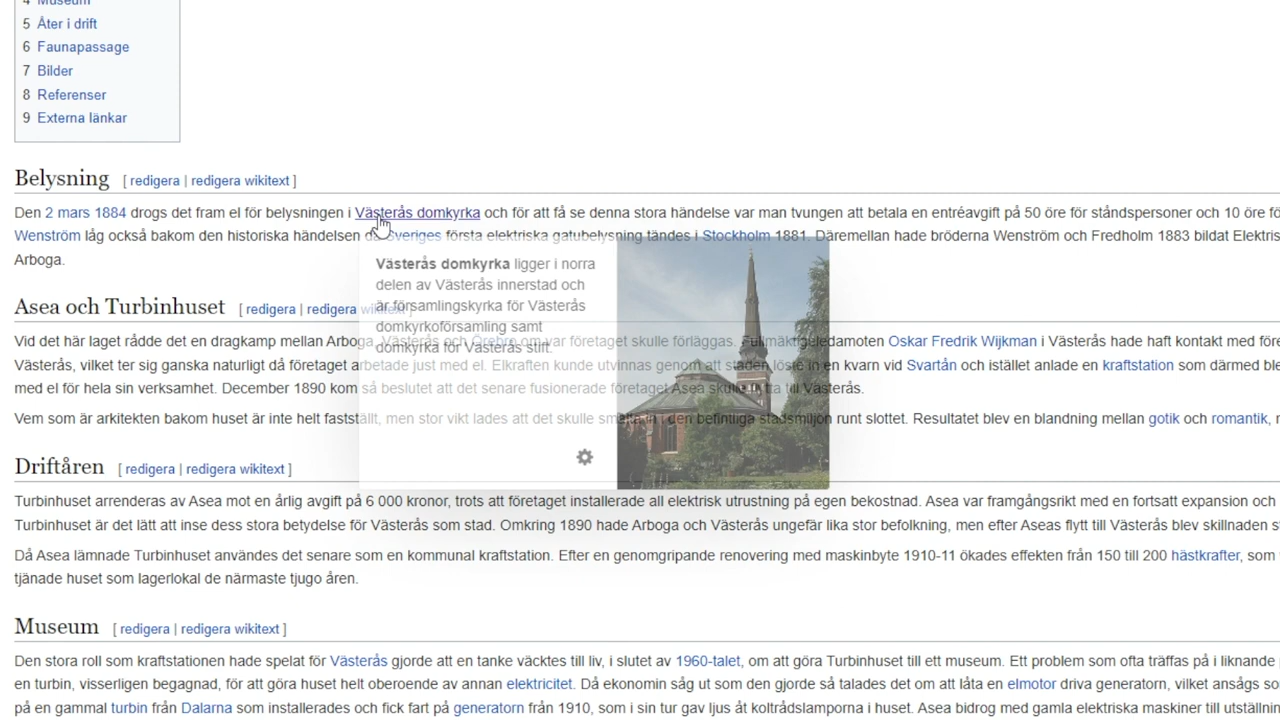 4 Museum
5 Åter i drift
6 Faunapassage
7 Bilder
8 Referenser
9 Externa länkar
Belysning [ redigera | redigera wikitext ]
Den 2 mars 1884 drogs det fram el för belysningen i Västerås domkyrka och för att få se denna stora händelse var man tvungen att betala en entréavgift på 50 öre för ståndspersoner och 10 öre fö
Wenström låg också bakom den historiska händelsen då Sveriges första elektriska gatubelysning tändes i Stockholm 1881. Däremellan hade bröderna Wenström och Fredholm 1883 bildat Elektris
Arboga.
Västerås domkyrka ligger i norra
delen av Västerås innerstad och
är församlingskyrka för Västerås
domkyrkoförsamling samt
domkyrka för Västerås stift.
Asea och Turbinhuset [ redigera | redigera wikitext ]
Vid det här laget rådde det en dragkamp mellan Arboga, Västerås och Örebro om var företaget skulle förläggas. Fullmäktigeledamoten Oskar Fredrik Wijkman i Västerås hade haft kontakt med före
Västerås, vilket ter sig ganska naturligt då företaget arbetade just med el. Elkraften kunde utvinnas genom att staden löste in en kvarn vid Svartån och istället anlade en kraftstation som därmed ble
med el för hela sin verksamhet. December 1890 kom så beslutet att det senare fusionerade företaget Asea skulle flytta till Västerås.
Vem som är arkitekten bakom huset är inte helt fastställt, men stor vikt lades att det skulle smälta in i den befintliga stadsmiljön runt slottet. Resultatet blev en blandning mellan gotik och romantik,
Driftåren [ redigera | redigera wikitext ]
Turbinhuset arrenderas av Asea mot en årlig avgift på 6 000 kronor, trots att företaget installerade all elektrisk utrustning på egen bekostnad. Asea var framgångsrikt med en fortsatt expansion och
Turbinhuset är det lätt att inse dess stora betydelse för Västerås som stad. Omkring 1890 hade Arboga och Västerås ungefär lika stor befolkning, men efter Aseas flytt till Västerås blev skillnaden s
Då Asea lämnade Turbinhuset användes det senare som en kommunal kraftstation. Efter en genomgripande renovering med maskinbyte 1910-11 ökades effekten från 150 till 200 hästkrafter, som
tjänade huset som lagerlokal de närmaste tjugo åren.
Museum [ redigera | redigera wikitext ]
Den stora roll som kraftstationen hade spelat för Västerås gjorde att en tanke väcktes till liv, i slutet av 1960-talet, om att göra Turbinhuset till ett museum. Ett problem som ofta träffas på i liknande
en turbin, visserligen begagnad, för att göra huset helt oberoende av annan elektricitet. Då ekonomin såg ut som den gjorde så talades det om att låta en elmotor driva generatorn, vilket ansågs so
på en gammal turbin från Dalarna som installerades och fick fart på generatorn från 1910, som i sin tur gav ljus åt koltrådslamporna i huset. Asea bidrog med gamla elektriska maskiner till utställnin